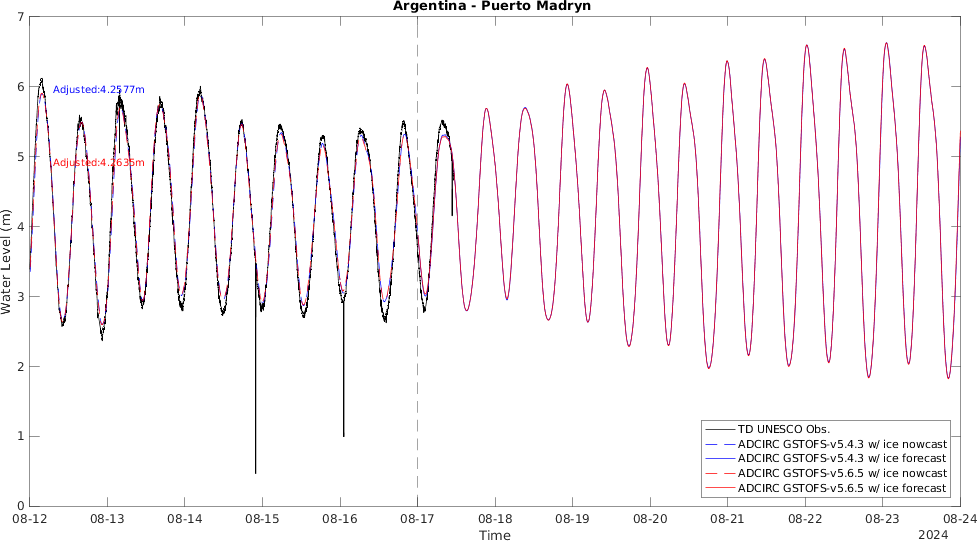 Argentina - Puerto Madryn
7
6
5
4
3
2
1
0
Water Level (m)
Adjusted:4.2577m
Adjusted:4.2635m
TD UNESCO Obs.
ADCIRC GSTOFS-v5.4.3 w/ ice nowcast
ADCIRC GSTOFS-v5.4.3 w/ ice forecast
ADCIRC GSTOFS-v5.6.5 w/ ice nowcast
ADCIRC GSTOFS-v5.6.5 w/ ice forecast
08-12 08-13 08-14 08-15 08-16 08-17 08-18 08-19 08-20 08-21 08-22 08-23 08-24
Time
2024